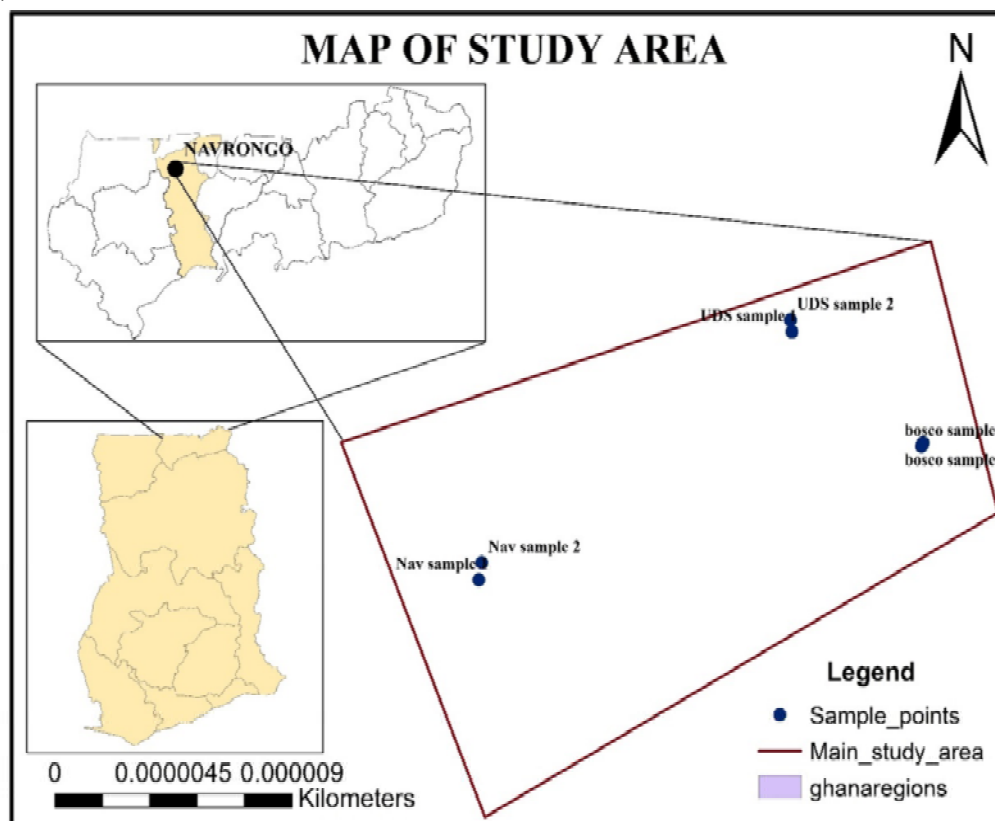 MAP OF STUDY AREA
N
NAVRONGO
UDS sample 2
UDS sample
bosco sample
bosco sample
Nav sample 2
Nav sample
Legend
Sample_points
Main_study_area
ghanaregions
0 0.0000045 0.000009
Kilometers